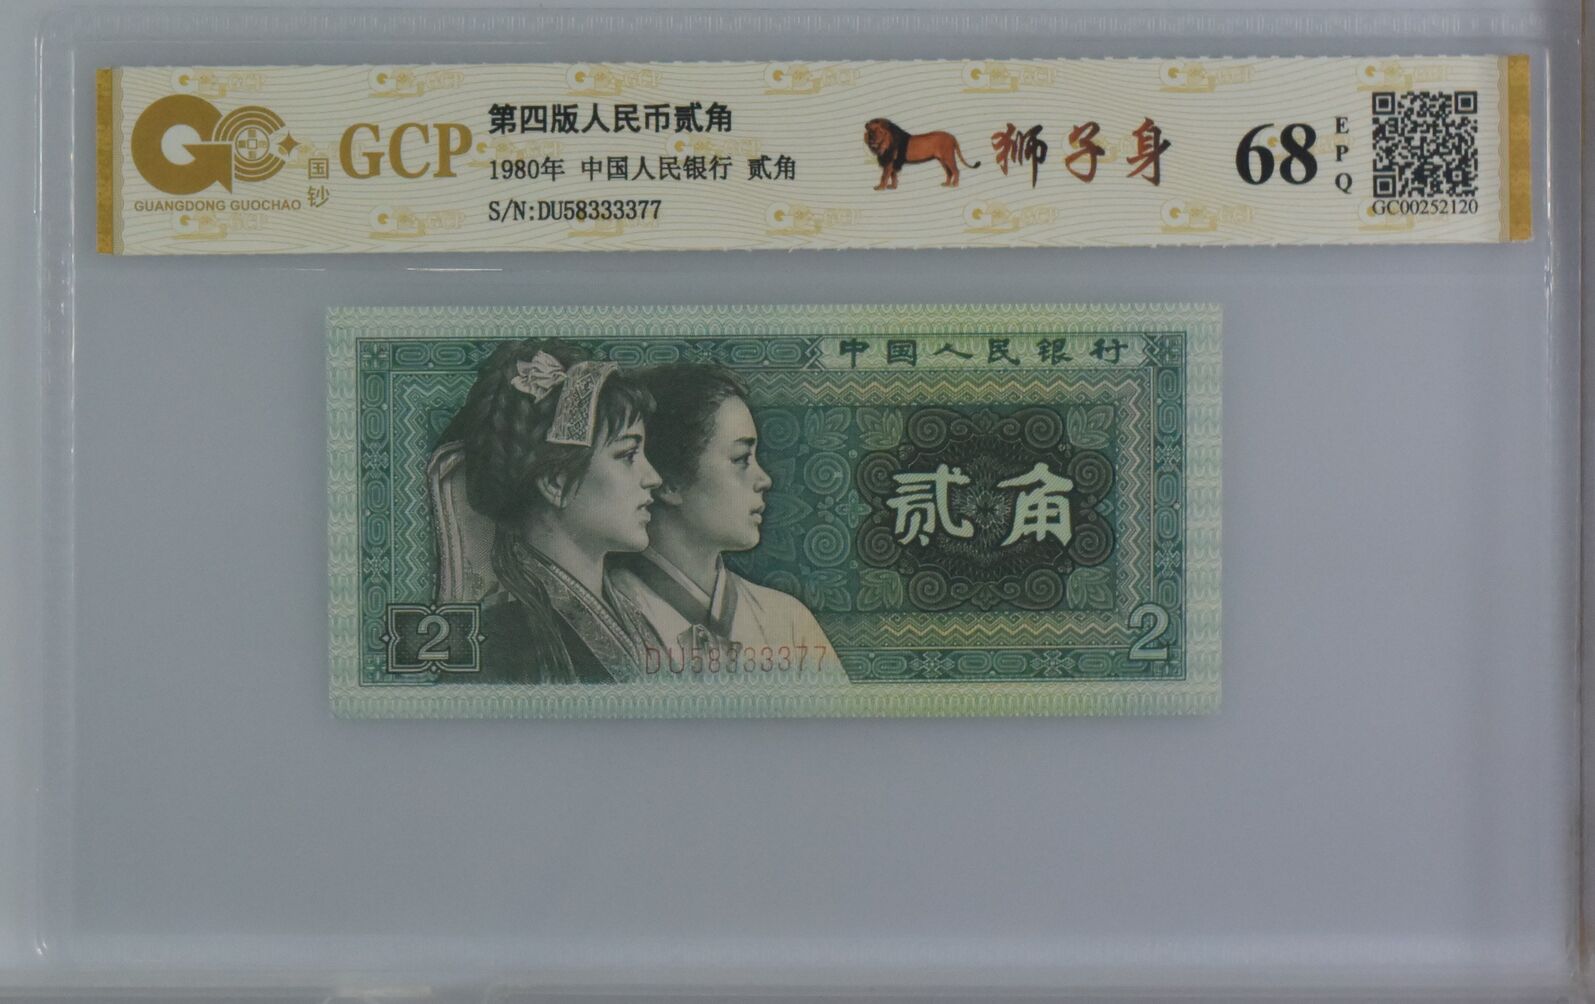 GUANGDONG GUOCHAO
国钞
GCP
第四版人民币贰角
1980年 中国人民银行 贰角
S/N:DU58333377
狮子身
68
EPQ
GC00252120
中国人民银行
贰角
2
DU58333377
2